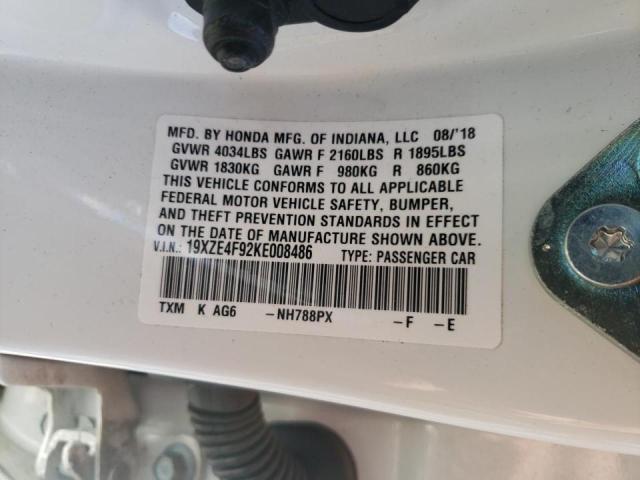 MFD. BY HONDA MFG. OF INDIANA, LLC 08/'18
GVWR 4034LBS GAWR F 2160LBS R 1895LBS
GVWR 1830KG GAWR F 980KG R 860KG
THIS VEHICLE CONFORMS TO ALL APPLICABLE
FEDERAL MOTOR VEHICLE SAFETY, BUMPER,
AND THEFT PREVENTION STANDARDS IN EFFECT
ON THE DATE OF MANUFACTURE SHOWN ABOVE.
V.I.N.: 19XZE4F92KE008486 TYPE: PASSENGER CAR
TXM K AG6 -NH788PX -F -E